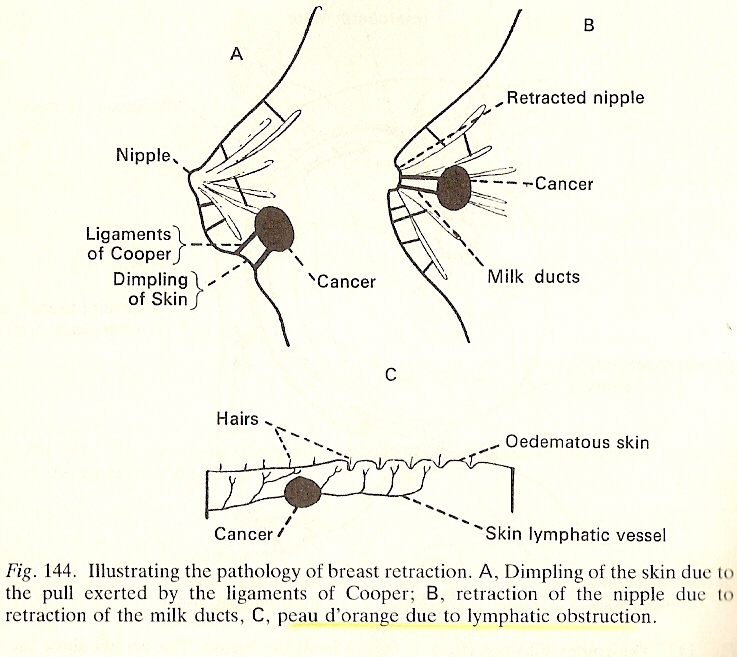 A
B
Retracted nipple
Nipple
Cancer
Ligaments
of Cooper
Dimpling
of Skin
Cancer
Milk ducts
C
Hairs
Oedematous skin
Cancer
Skin lymphatic vessel
Fig. 144. Illustrating the pathology of breast retraction. A, Dimpling of the skin due to
the pull exerted by the ligaments of Cooper; B, retraction of the nipple due to
retraction of the milk ducts, C, peau d'orange due to lymphatic obstruction.